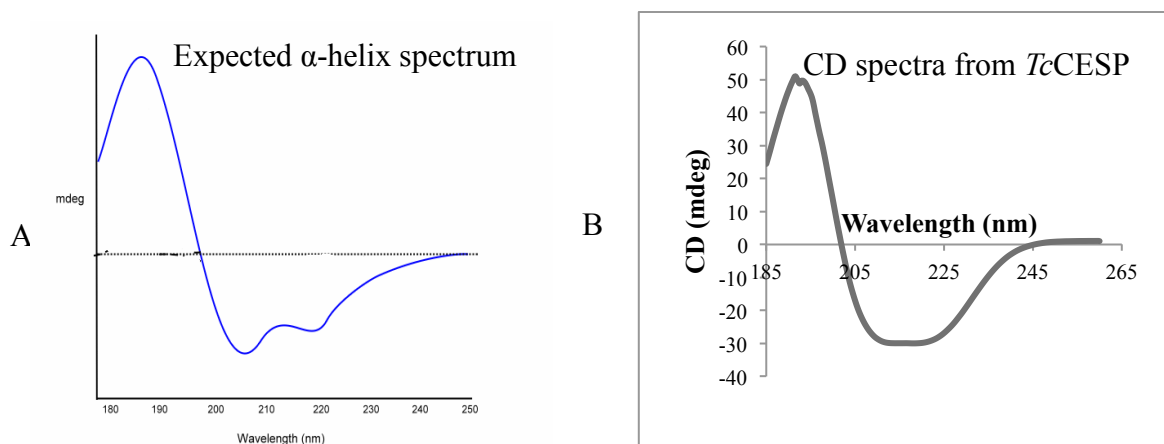 A
Expected α-helix spectrum
mdeg
180 190 200 210 220 230 240 250
Wavelength (nm)
B
CD spectra from TcCESP
CD (mdeg)
60
50
40
30
20
10
0
-10
-20
-30
-40
Wavelength (nm)
185 205 225 245 265